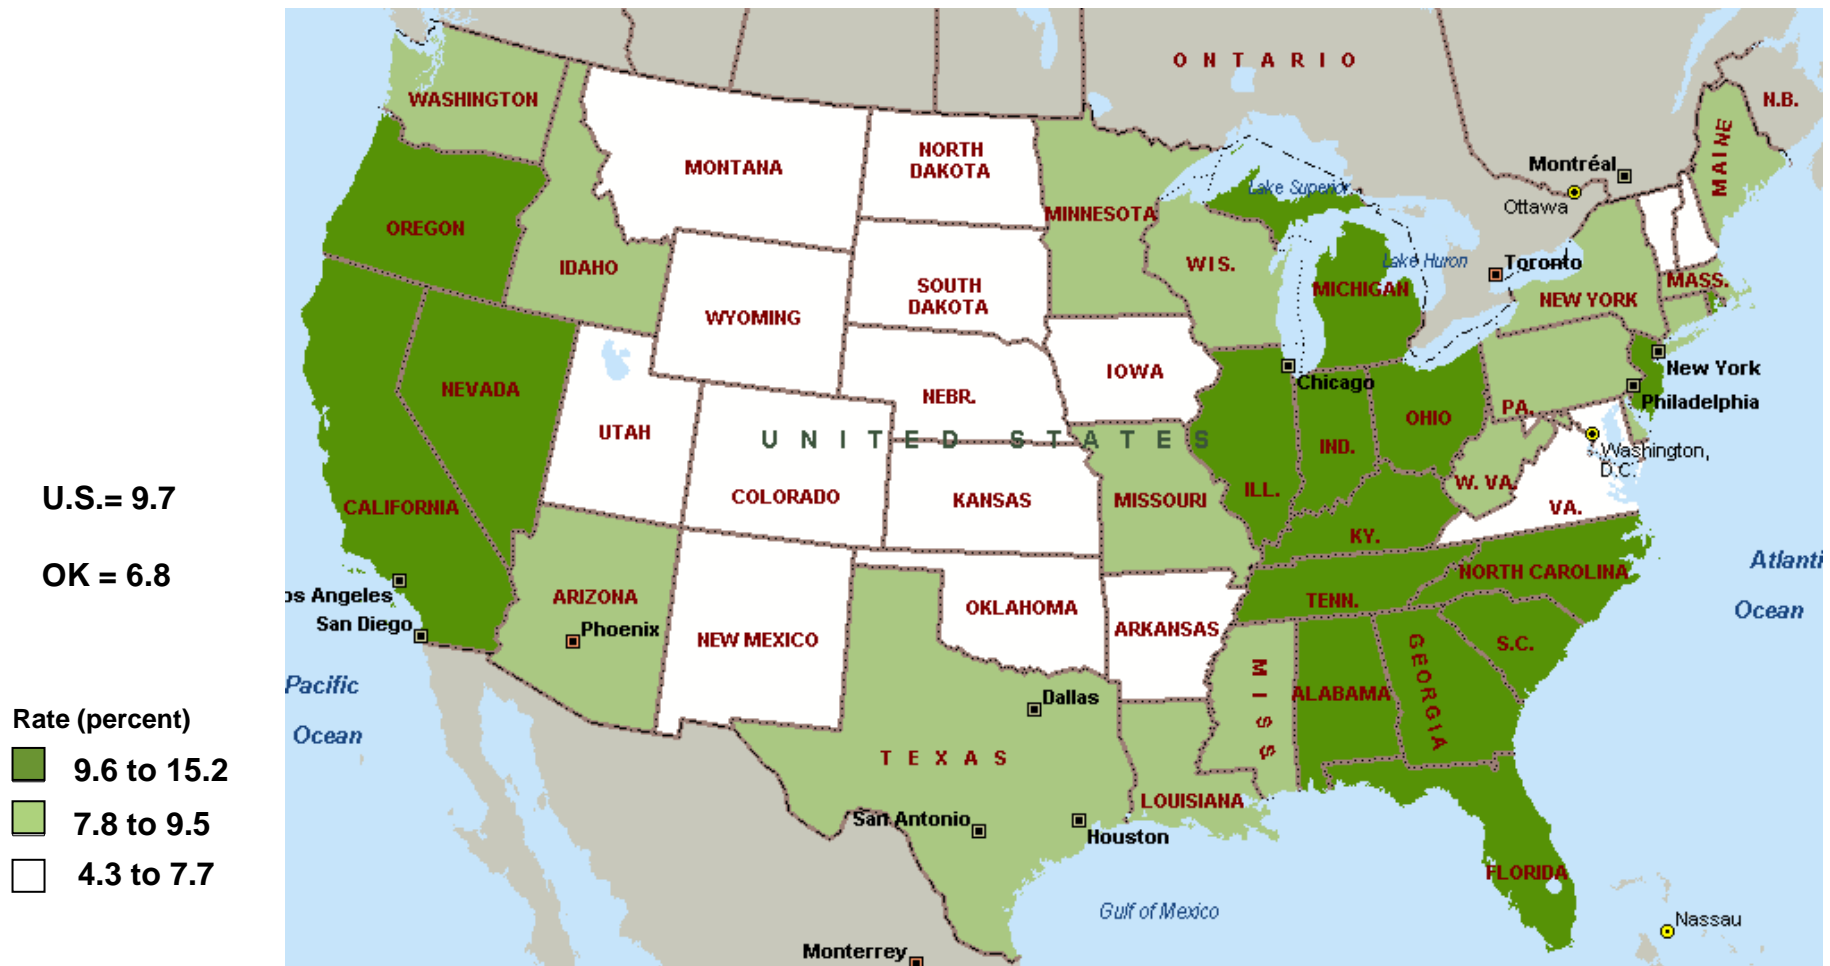 U.S.= 9.7
OK = 6.8
Rate (percent)
9.6 to 15.2
7.8 to 9.5
4.3 to 7.7
ONTARIO
N.B.
WASHINGTON
MONTANA
NORTH
DAKOTA
MINNESOTA
Lake Superior
Montréal
Ottawa
MAINE
OREGON
IDAHO
WIS.
Lake Huron
Toronto
MICHIGAN
MASS.
NEW YORK
SOUTH
DAKOTA
WYOMING
IOWA
Chicago
New York
Philadelphia
NEVADA
NEBR.
PA.
OHIO
UTAH
UNITED STATES
IND.
Washington,
D.C.
COLORADO
KANSAS
MISSOURI
ILL.
W. VA.
VA.
CALIFORNIA
KY.
Atlanti
Ocean
os Angeles
San Diego
ARIZONA
Phoenix
NEW MEXICO
OKLAHOMA
ARKANSAS
TENN.
NORTH CAROLINA
S.C.
Pacific
Ocean
Dallas
MISS
ALABAMA
GEORGIA
TEXAS
LOUISIANA
San Antonio
Houston
FLORIDA
Gulf of Mexico
Nassau
Monterrey